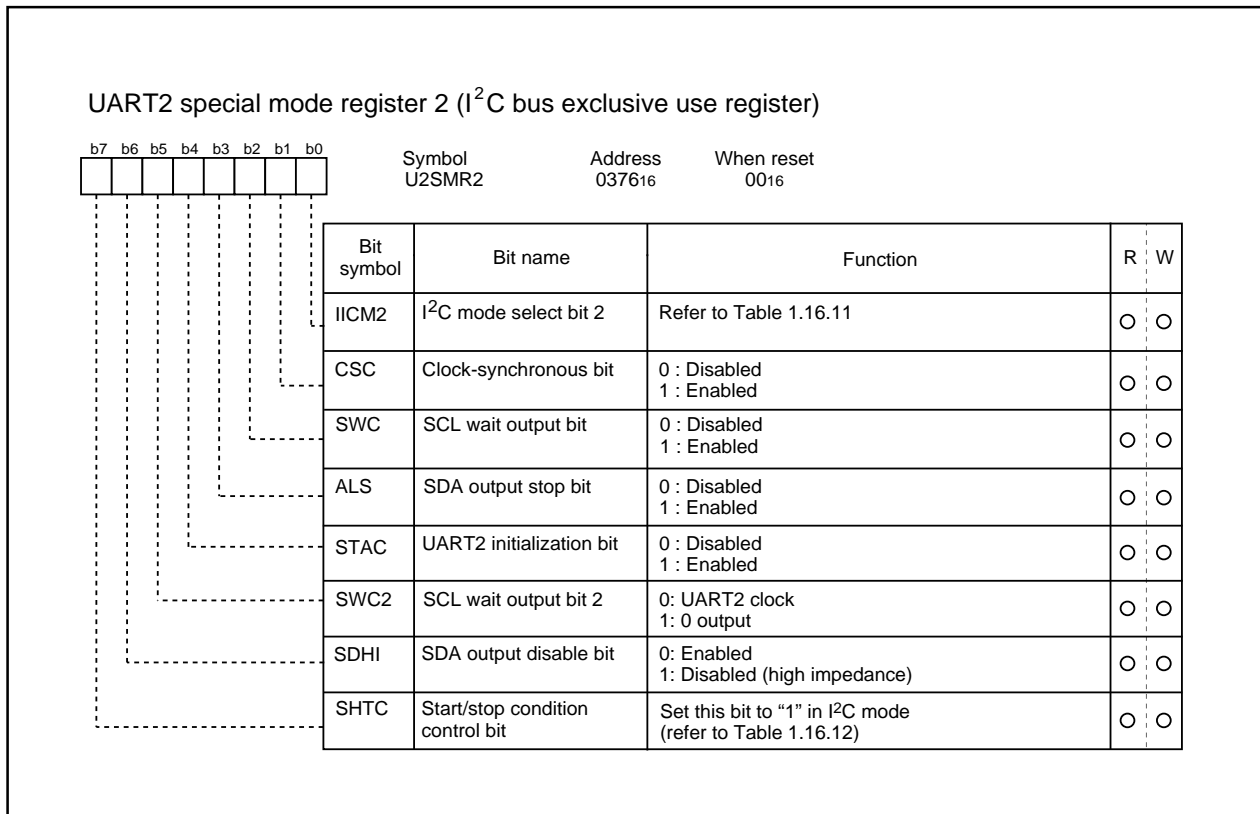 UART2 special mode register 2 (I2C bus exclusive use register)
b7 b6 b5 b4 b3 b2 b1 b0
Symbol Address When reset
U2SMR2 037616 0016
Bit symbol Bit name Function R W
IICM2 I2C mode select bit 2 Refer to Table 1.16.11 O O
CSC Clock-synchronous bit 0 : Disabled
1 : Enabled O O
SWC SCL wait output bit 0 : Disabled
1 : Enabled O O
ALS SDA output stop bit 0 : Disabled
1 : Enabled O O
STAC UART2 initialization bit 0 : Disabled
1 : Enabled O O
SWC2 SCL wait output bit 2 0: UART2 clock
1: 0 output O O
SDHI SDA output disable bit 0: Enabled
1: Disabled (high impedance) O O
SHTC Start/stop condition control bit Set this bit to “1” in I2C mode
(refer to Table 1.16.12) O O